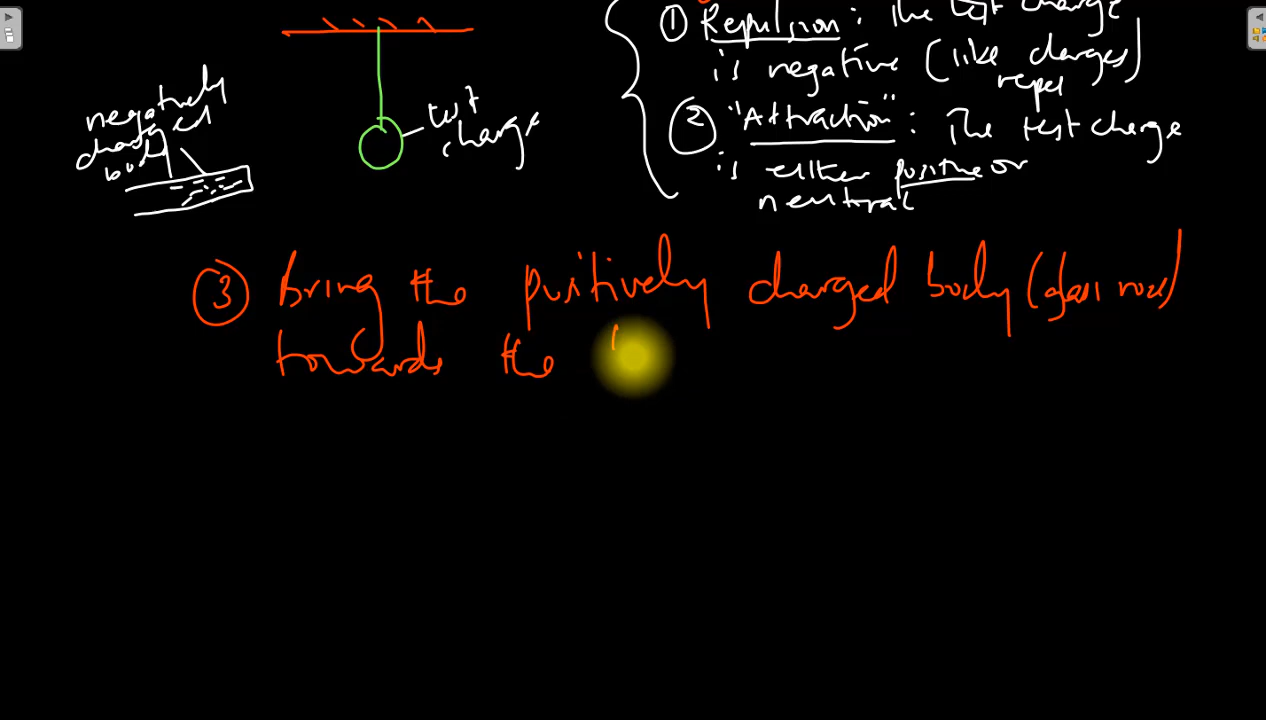 ① Repulsion: The test charge
is negative (like charges)
repel
② "Attraction": The test charge
is either positive or
neutral
negatively
charged
body
test
charge
③ Bring the positively charged body (glass rod)
towards the